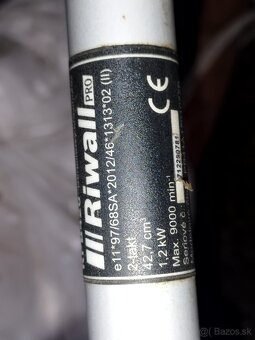 Riwall PRO
e11*97/68SA*2012/46*1313*02 (II)
2-takt
42,7 cm³
1,2 kW
Max. 9000 min⁻¹
Seriové č
CE
bazos.sk